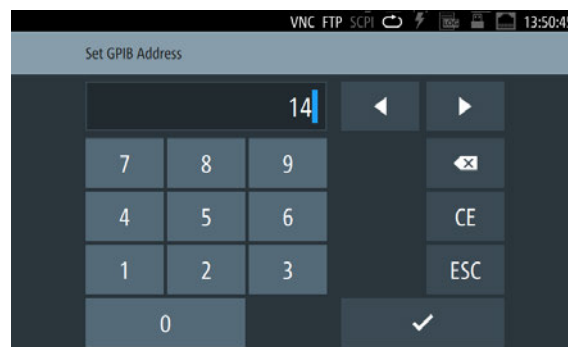 VNC FTP SCPI 13:50:45
Set GPIB Address
14
7 8 9
4 5 6 CE
1 2 3 ESC
0